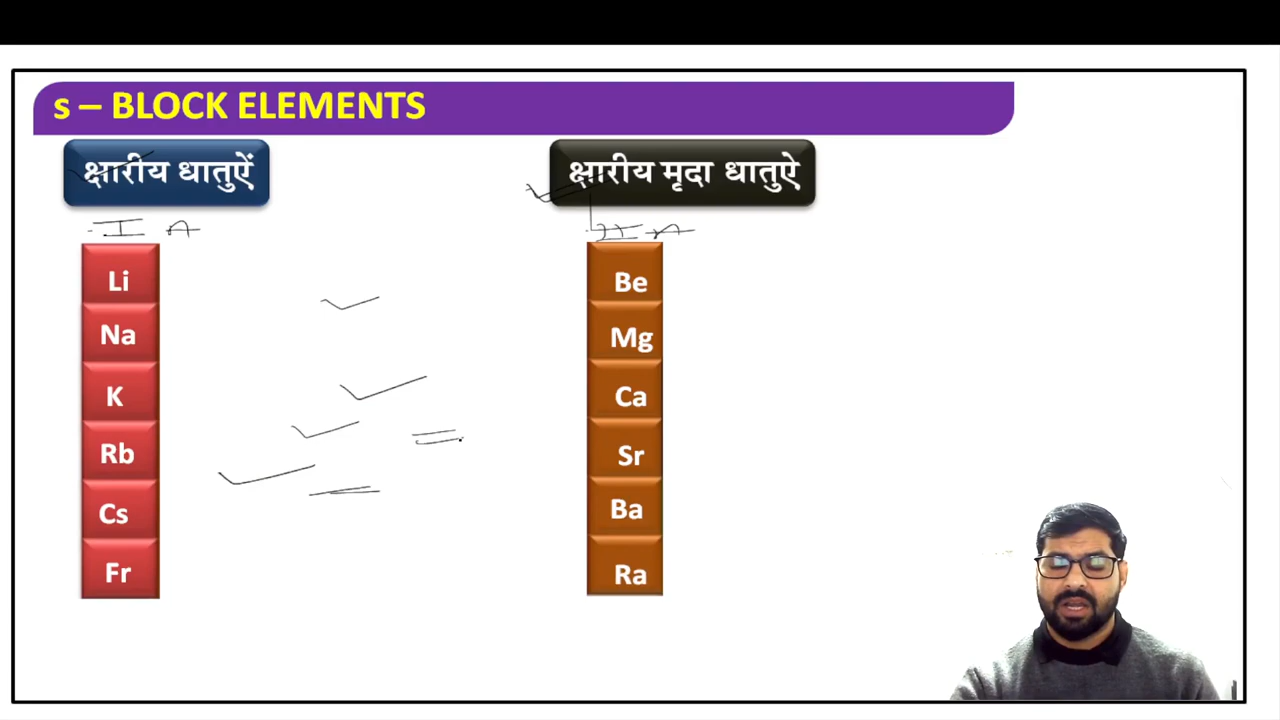 s – BLOCK ELEMENTS
क्षारीय धातुऐं
I A
Li
Na
K
Rb
Cs
Fr
क्षारीय मृदा धातुऐ
II A
Be
Mg
Ca
Sr
Ba
Ra